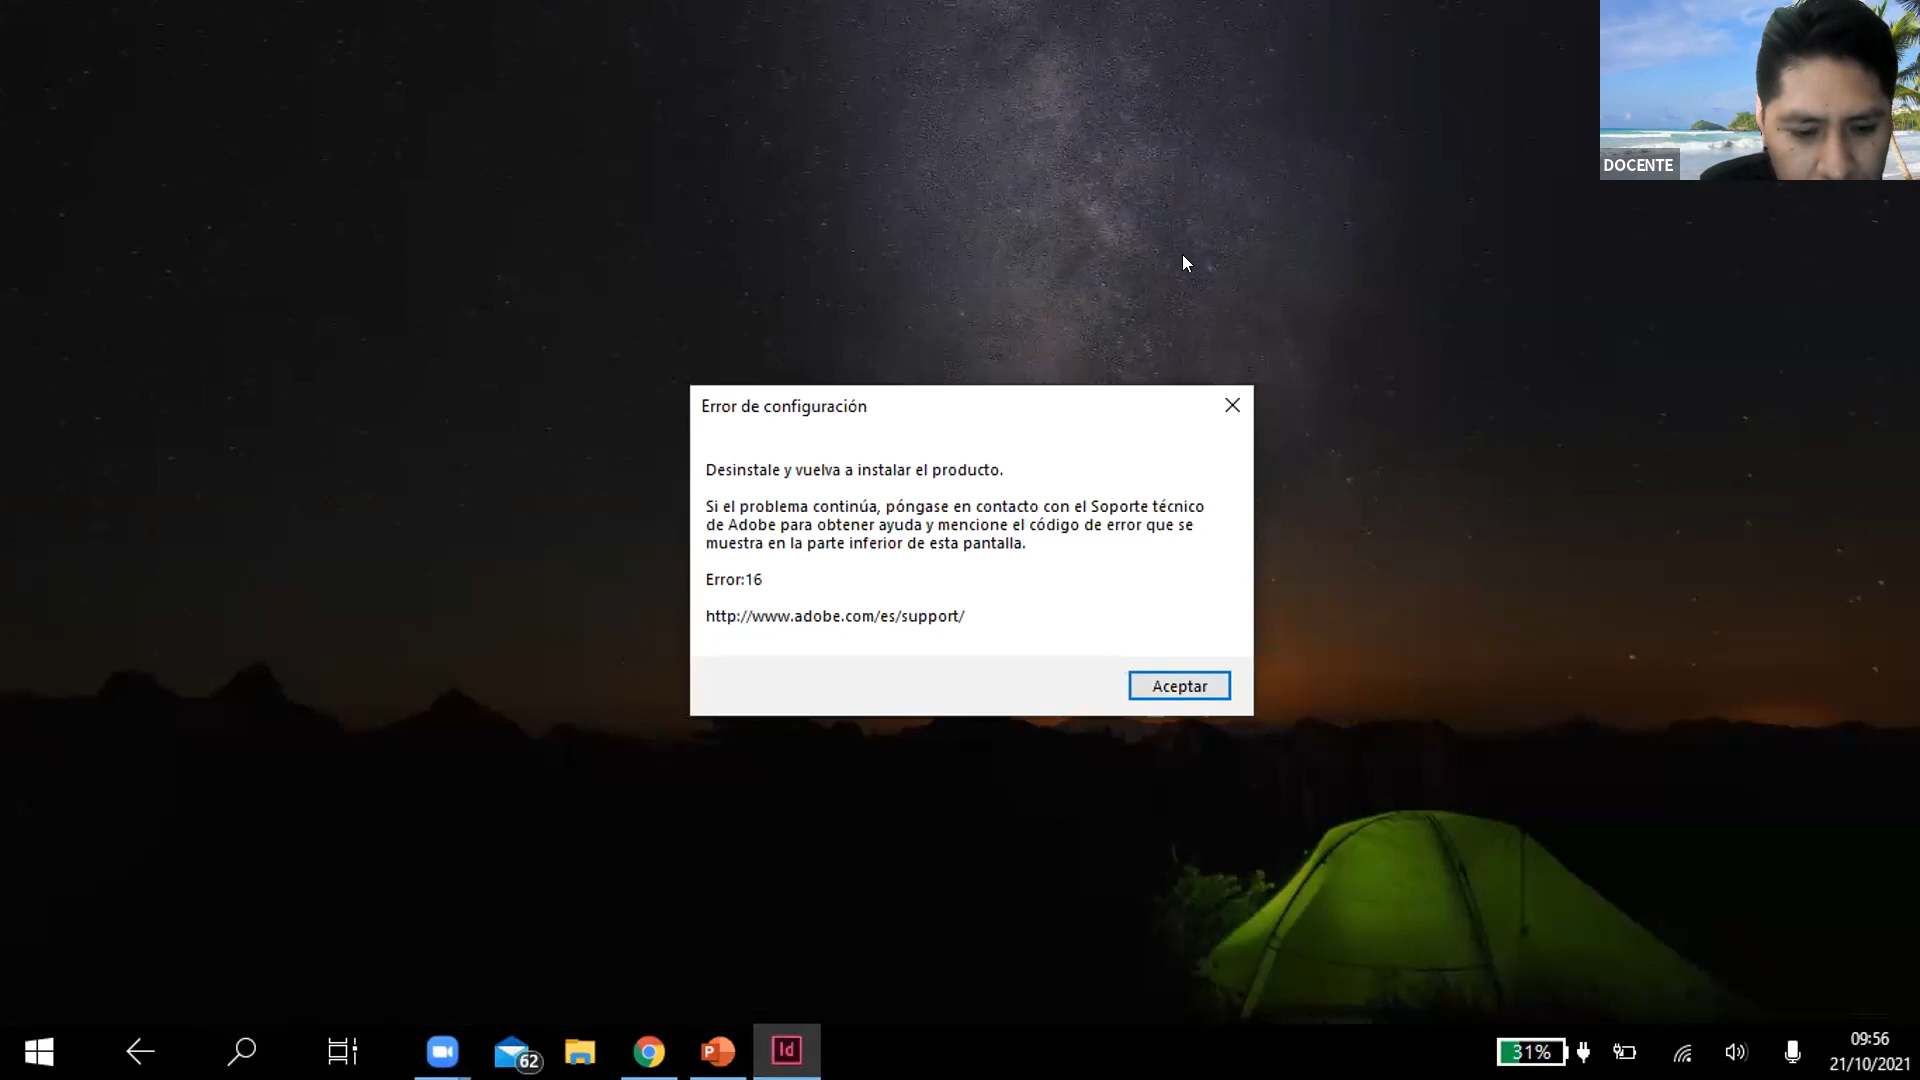 DOCENTE
Error de configuración
Desinstale y vuelva a instalar el producto.
Si el problema continúa, póngase en contacto con el Soporte técnico
de Adobe para obtener ayuda y mencione el código de error que se
muestra en la parte inferior de esta pantalla.
Error:16
http://www.adobe.com/es/support/
Aceptar
62
P
Id
31%
09:56
21/10/2021